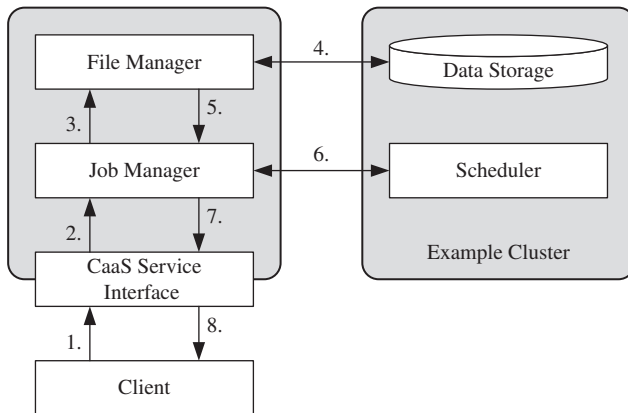 File Manager
4.
Data Storage
3.
5.
Job Manager
6.
Scheduler
2.
7.
CaaS Service
Interface
Example Cluster
1.
8.
Client